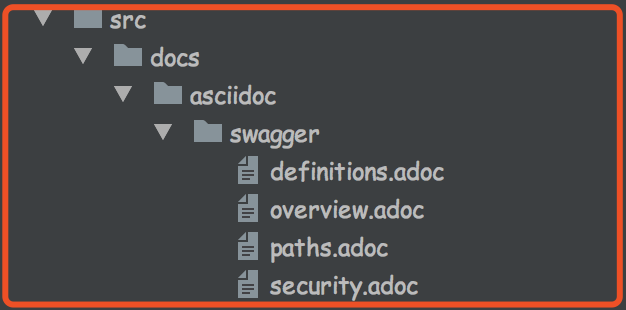 src
docs
asciidoc
swagger
definitions.adoc
overview.adoc
paths.adoc
security.adoc